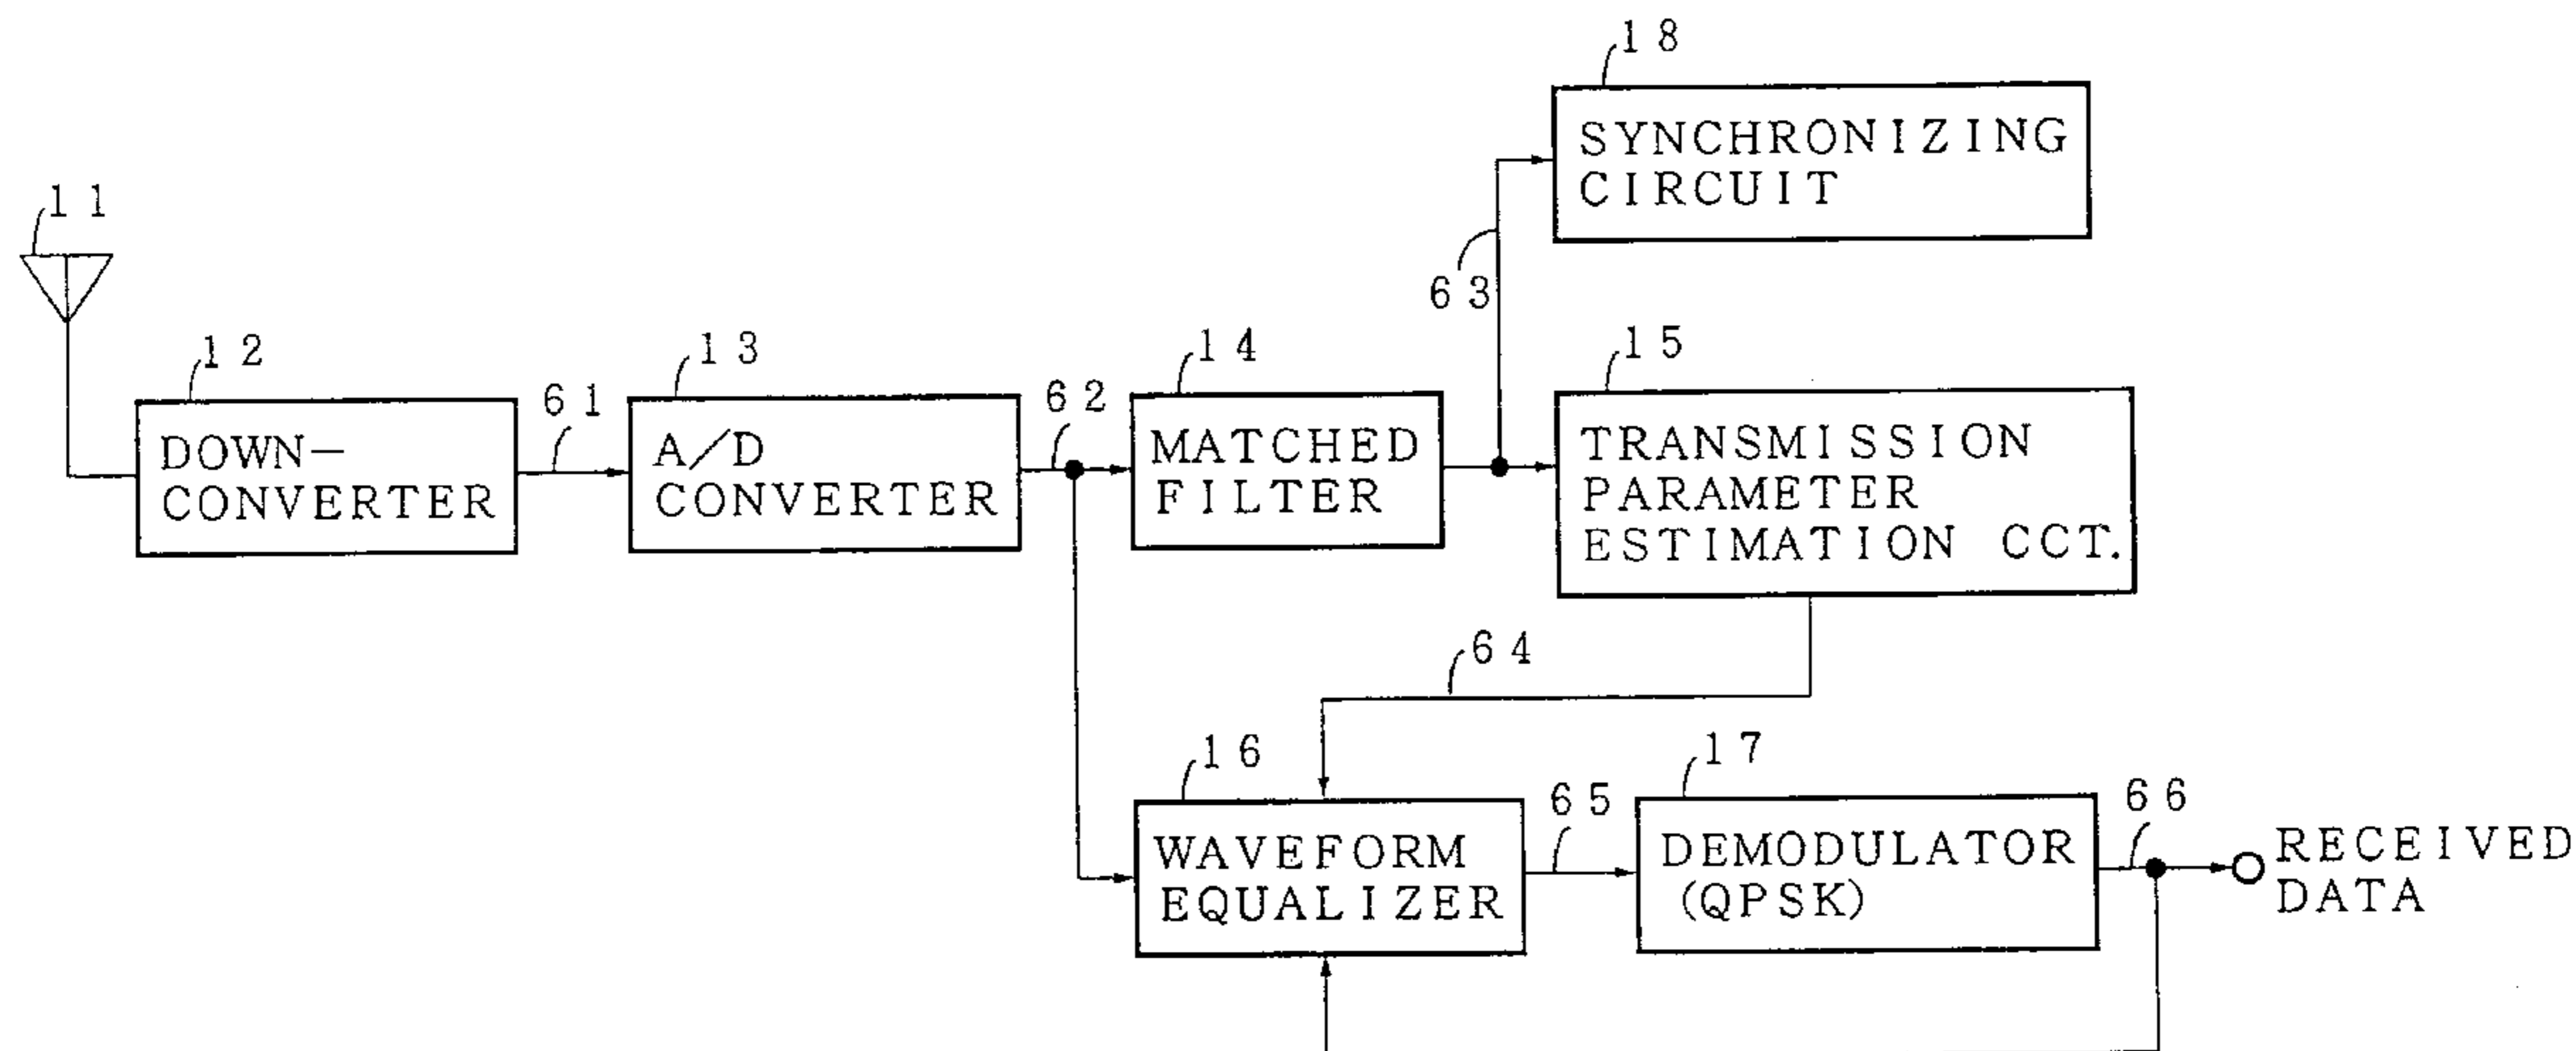 18
SYNCHRONIZING
CIRCUIT
11
63
12
DOWN-
CONVERTER
61
13
A/D
CONVERTER
62
14
MATCHED
FILTER
15
TRANSMISSION
PARAMETER
ESTIMATION CCT.
64
16
WAVEFORM
EQUALIZER
65
17
DEMODULATOR
(QPSK)
66
RECEIVED
DATA